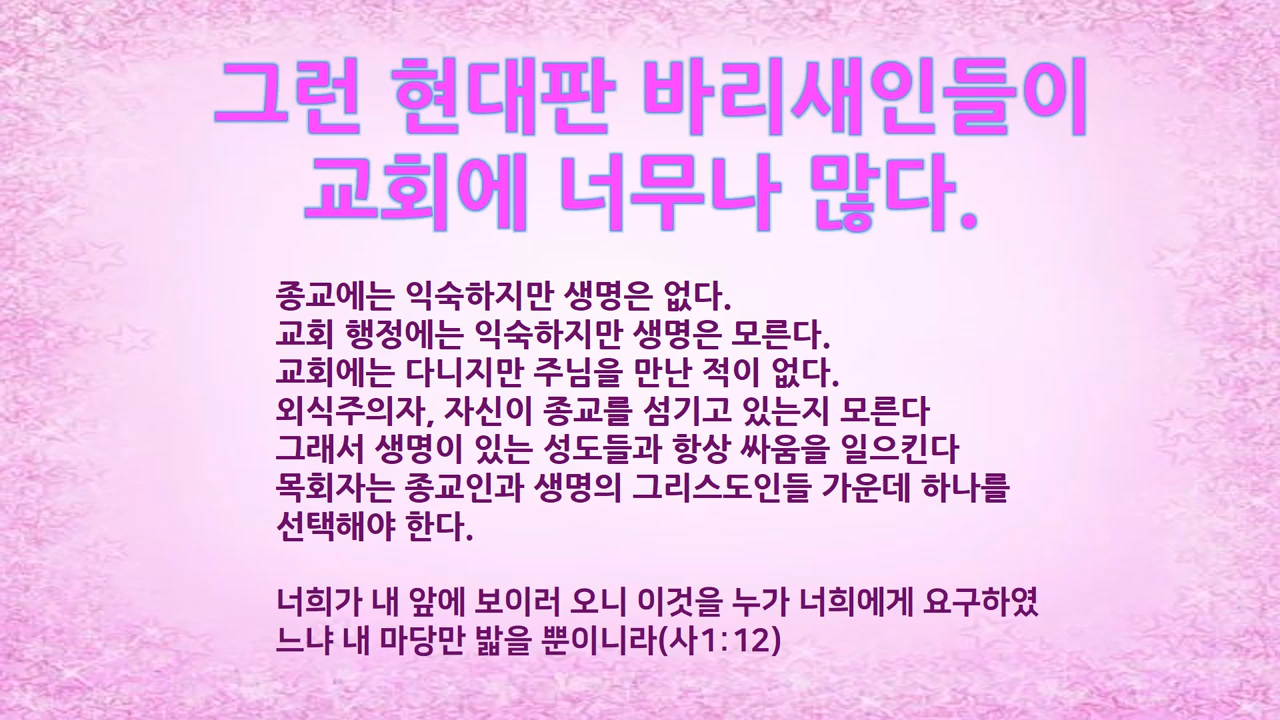 그런 현대판 바리새인들이
교회에 너무나 많다.
종교에는 익숙하지만 생명은 없다.
교회 행정에는 익숙하지만 생명은 모른다.
교회에는 다니지만 주님을 만난 적이 없다.
외식주의자, 자신이 종교를 섬기고 있는지 모른다
그래서 생명이 있는 성도들과 항상 싸움을 일으킨다
목회자는 종교인과 생명의 그리스도인들 가운데 하나를
선택해야 한다.
너희가 내 앞에 보이러 오니 이것을 누가 너희에게 요구하였
느냐 내 마당만 밟을 뿐이니라(사1:12)